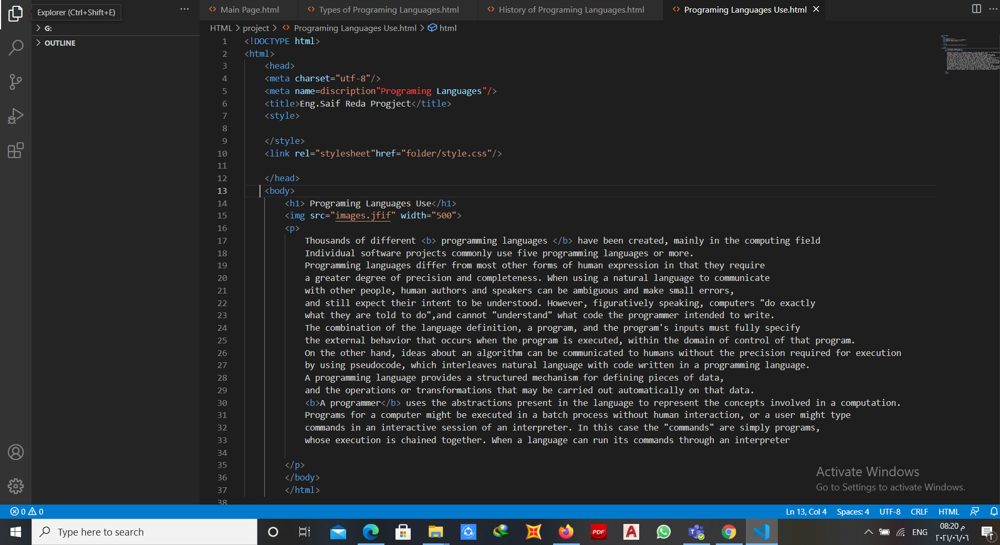 Explorer (Ctrl+Shift+E)
Main Page.html
Types of Programing Languages.html
History of Programing Languages.html
Programing Languages Use.html
G:
OUTLINE
HTML > project > Programing Languages Use.html > html
1 <!DOCTYPE html>
2 <html>
3 <head>
4 <meta charset="utf-8"/>
5 <meta name=discription"Programing Languages"/>
6 <title>Eng.Saif Reda Progject</title>
7 <style>
8
9 </style>
10 <link rel="stylesheet"href="folder/style.css"/>
11
12 </head>
13 <body>
14 <h1> Programing Languages Use</h1>
15 <img src="images.jfif" width="500">
16 <p>
17 Thousands of different <b> programming languages </b> have been created, mainly in the computing field
18 Individual software projects commonly use five programming languages or more.
19 Programming languages differ from most other forms of human expression in that they require
20 a greater degree of precision and completeness. When using a natural language to communicate
21 with other people, human authors and speakers can be ambiguous and make small errors,
22 and still expect their intent to be understood. However, figuratively speaking, computers "do exactly
23 what they are told to do",and cannot "understand" what code the programmer intended to write.
24 The combination of the language definition, a program, and the program's inputs must fully specify
25 the external behavior that occurs when the program is executed, within the domain of control of that program.
26 On the other hand, ideas about an algorithm can be communicated to humans without the precision required for execution
27 by using pseudocode, which interleaves natural language with code written in a programming language.
28 A programming language provides a structured mechanism for defining pieces of data,
29 and the operations or transformations that may be carried out automatically on that data.
30 <b>A programmer</b> uses the abstractions present in the language to represent the concepts involved in a computation.
31 Programs for a computer might be executed in a batch process without human interaction, or a user might type
32 commands in an interactive session of an interpreter. In this case the "commands" are simply programs,
33 whose execution is chained together. When a language can run its commands through an interpreter
34
35 </p>
36 </body>
37 </html>
38
Activate Windows
Go to Settings to activate Windows.
0 0
Ln 13, Col 4 Spaces: 4 UTF-8 CRLF HTML
Type here to search
PDF
ENG
08:20 م
٢٠٢١/٠٦/٠٦
٢